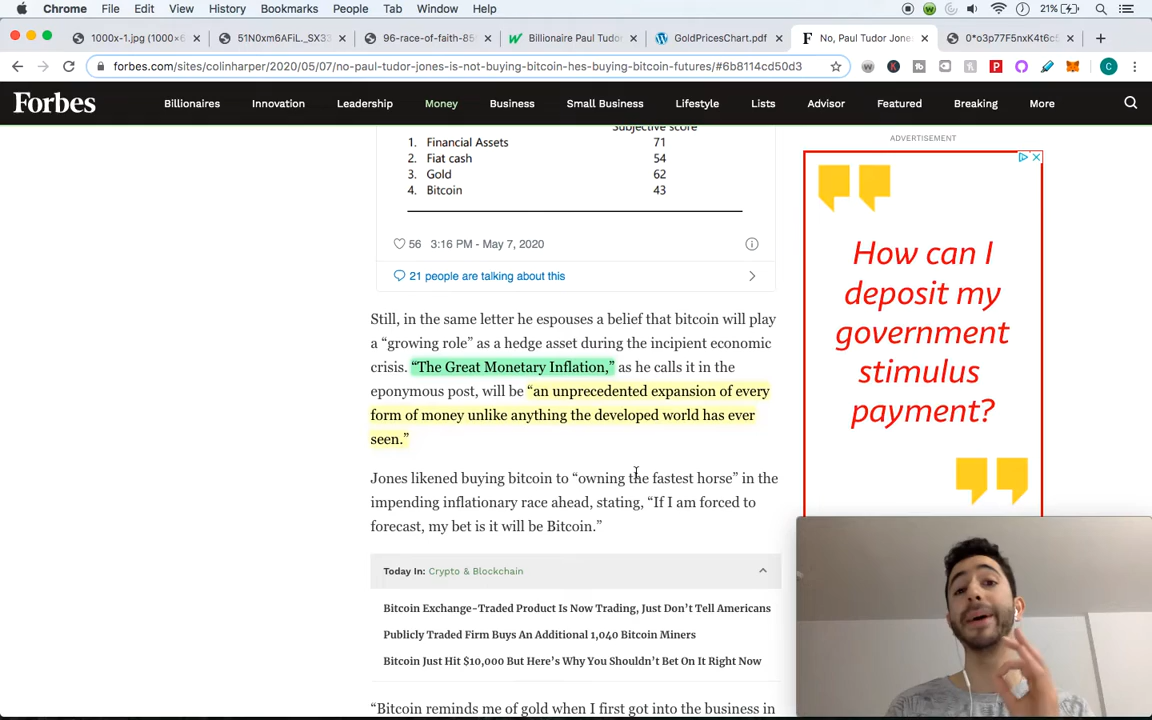 Chrome File Edit View History Bookmarks People Tab Window Help 21%
1000x-1.jpg (1000×6 51N0xm6AFiL._SX33 96-race-of-faith-85 Billionaire Paul Tudor GoldPricesChart.pdf No, Paul Tudor Jone 0*o3p77F5nxK4t6c5
forbes.com/sites/colinharper/2020/05/07/no-paul-tudor-jones-is-not-buying-bitcoin-hes-buying-bitcoin-futures/#6b8114cd50d3
Forbes Billionaires Innovation Leadership Money Business Small Business Lifestyle Lists Advisor Featured Breaking More
Subjective score
1. Financial Assets 71
2. Fiat cash 54
3. Gold 62
4. Bitcoin 43
56 3:16 PM - May 7, 2020
21 people are talking about this
Still, in the same letter he espouses a belief that bitcoin will play
a “growing role” as a hedge asset during the incipient economic
crisis. “The Great Monetary Inflation,” as he calls it in the
eponymous post, will be “an unprecedented expansion of every
form of money unlike anything the developed world has ever
seen.”
Jones likened buying bitcoin to “owning the fastest horse” in the
impending inflationary race ahead, stating, “If I am forced to
forecast, my bet is it will be Bitcoin.”
Today In: Crypto & Blockchain
Bitcoin Exchange-Traded Product Is Now Trading, Just Don’t Tell Americans
Publicly Traded Firm Buys An Additional 1,040 Bitcoin Miners
Bitcoin Just Hit $10,000 But Here’s Why You Shouldn’t Bet On It Right Now
“Bitcoin reminds me of gold when I first got into the business in
ADVERTISEMENT
How can I
deposit my
government
stimulus
payment?